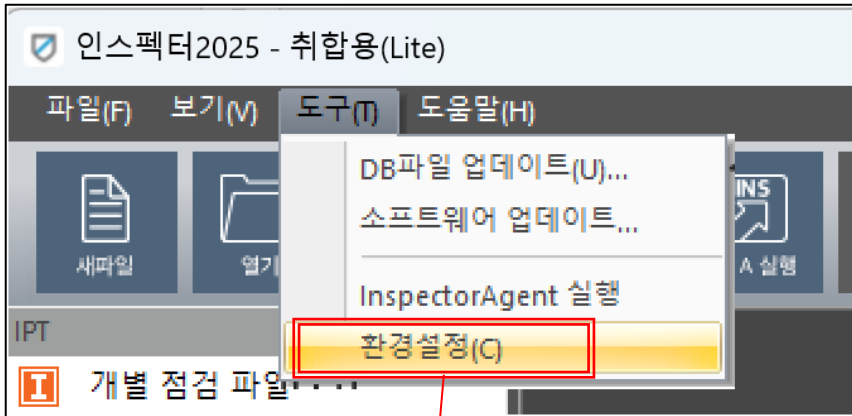 인스펙터2025 - 취합용(Lite)
파일(F) 보기(V) 도구(T) 도움말(H)
DB파일 업데이트(U)...
소프트웨어 업데이트...
InspectorAgent 실행
환경설정(C)
새파일
열기
A 실행
IPT
개별 점검 파일